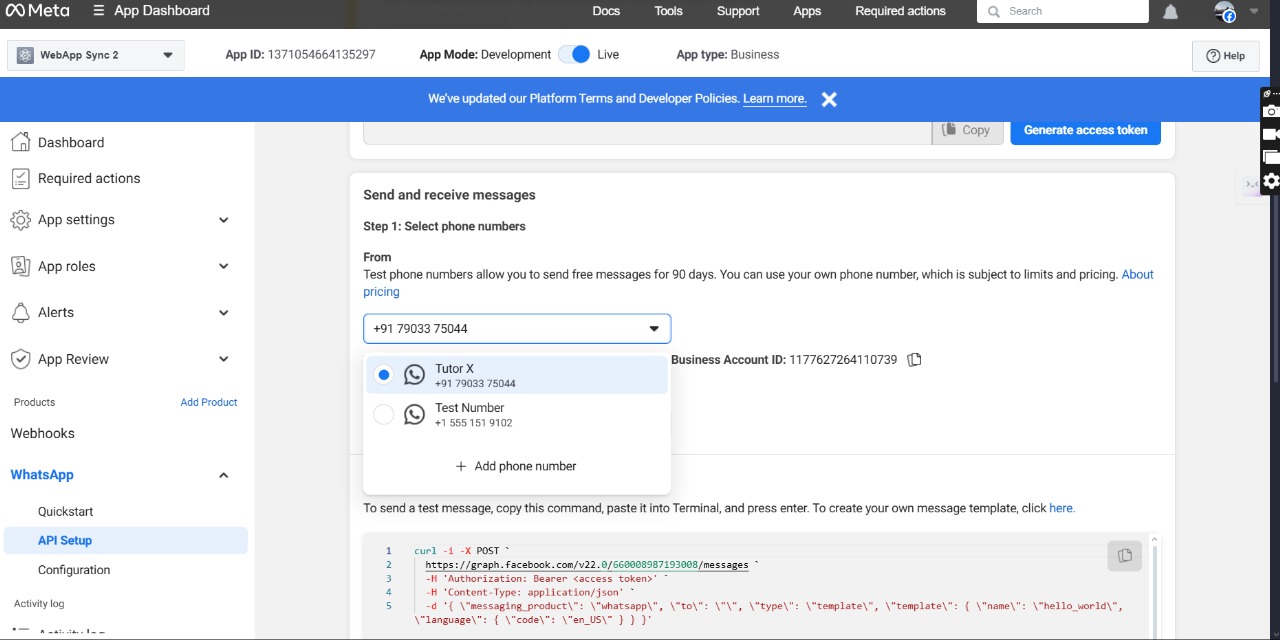 Meta
App Dashboard
Docs
Tools
Support
Apps
Required actions
Search
WebApp Sync 2
App ID: 1371054664135297
App Mode: Development
Live
App type: Business
Help
We've updated our Platform Terms and Developer Policies. Learn more.
Dashboard
Required actions
App settings
App roles
Alerts
App Review
Products
Add Product
Webhooks
WhatsApp
Quickstart
API Setup
Configuration
Activity log
Activity log
Copy
Generate access token
Send and receive messages
Step 1: Select phone numbers
From
Test phone numbers allow you to send free messages for 90 days. You can use your own phone number, which is subject to limits and pricing. About
pricing
+91 79033 75044
Tutor X
+91 79033 75044
Test Number
+1 555 151 9102
+ Add phone number
Business Account ID: 1177627264110739
To send a test message, copy this command, paste it into Terminal, and press enter. To create your own message template, click here.
1 curl -i -X POST `
2 https://graph.facebook.com/v22.0/660008987193008/messages `
3 -H 'Authorization: Bearer <access token>' `
4 -H 'Content-Type: application/json' `
5 -d '{ \"messaging_product\": \"whatsapp\", \"to\": \"\", \"type\": \"template\", \"template\": { \"name\": \"hello_world\",
\"language\": { \"code\": \"en_US\" } } }'